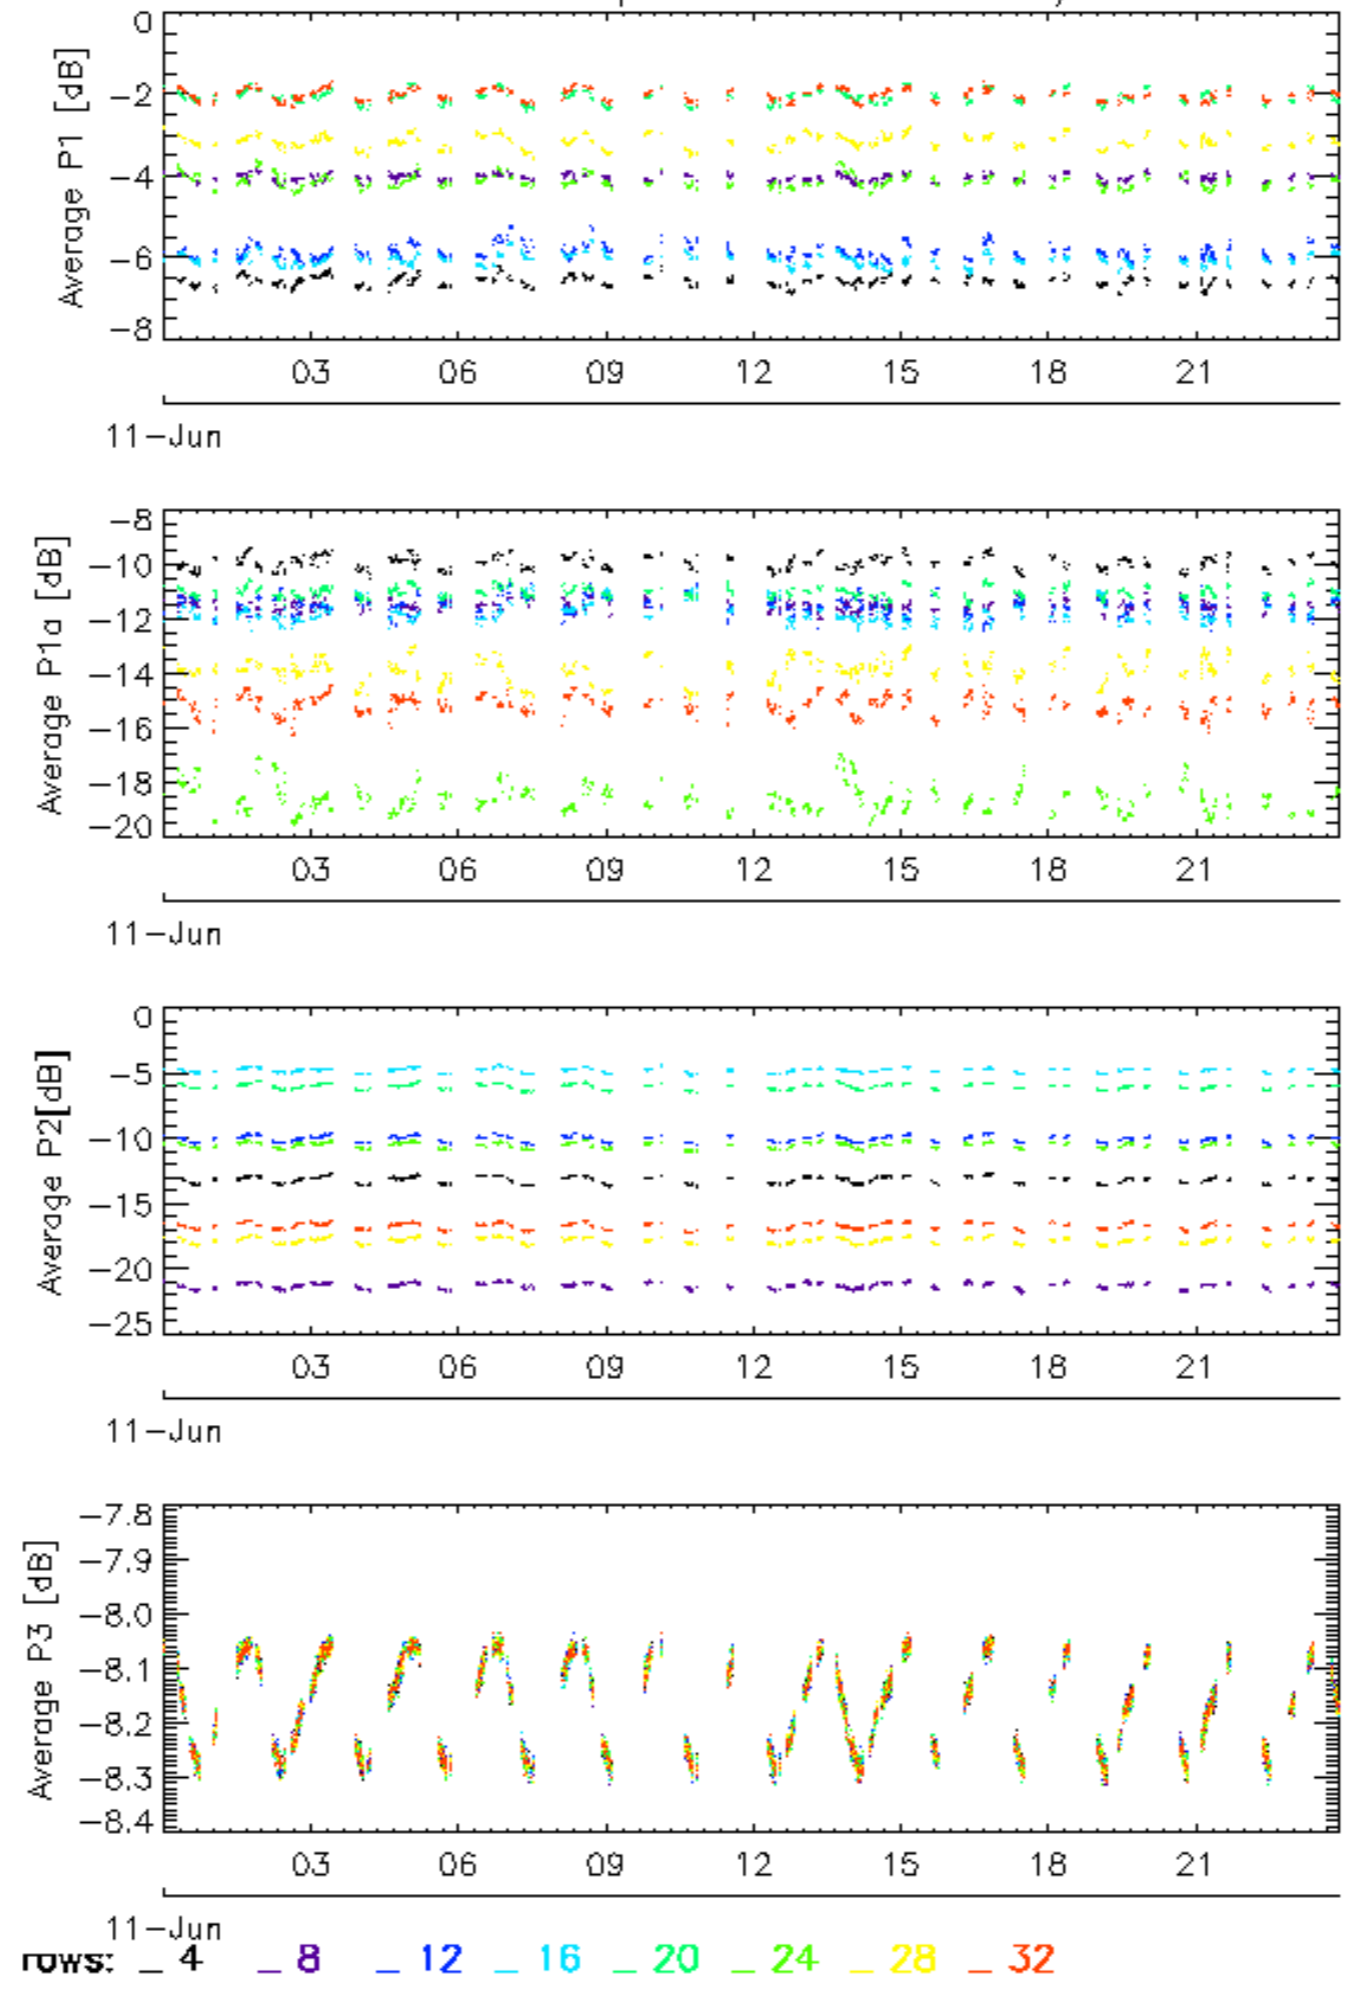 Average P1 [dB]
0
−2
−4
−6
−8
03 06 09 12 15 18 21
11−Jun
Average P1a [dB]
−8
−10
−12
−14
−16
−18
−20
03 06 09 12 15 18 21
11−Jun
Average P2[dB]
0
−5
−10
−15
−20
−25
03 06 09 12 15 18 21
11−Jun
Average P3 [dB]
−7.8
−7.9
−8.0
−8.1
−8.2
−8.3
−8.4
03 06 09 12 15 18 21
11−Jun
rows: _ 4 _ 8 _ 12 _ 16 _ 20 _ 24 _ 28 _ 32